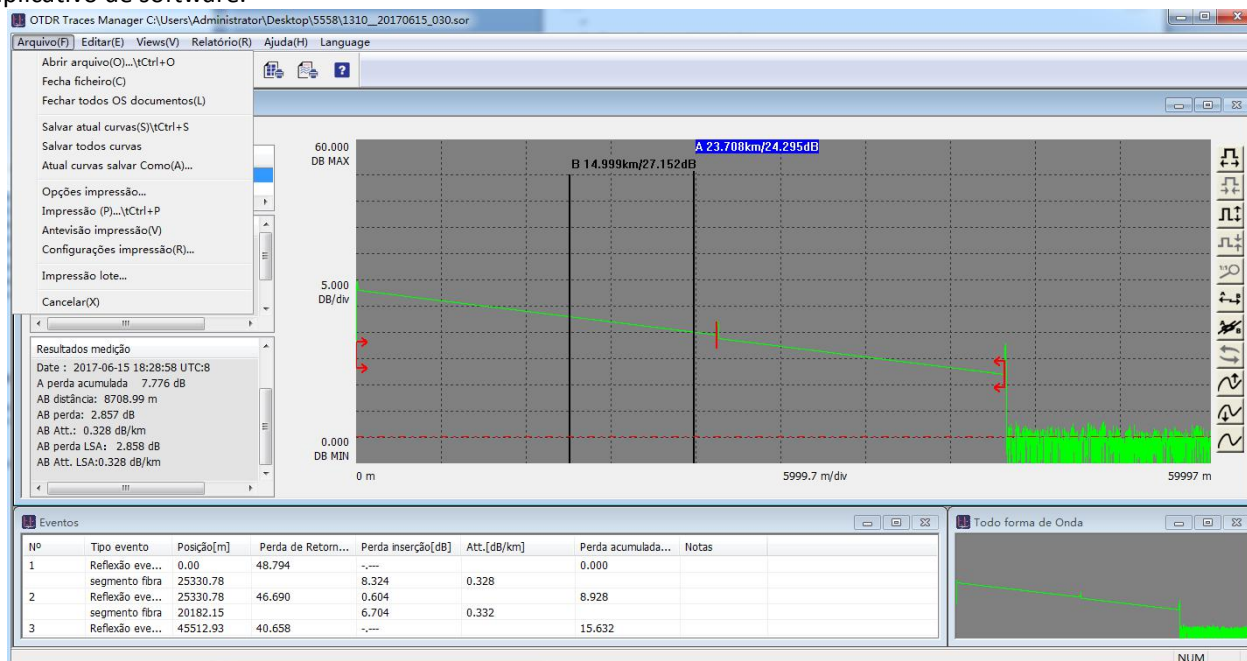 aplicativo de software.
OTDR Traces Manager C:\Users\Administrator\Desktop\5558\1310__20170615_030.sor
Arquivo(F) Editar(E) Views(V) Relatório(R) Ajuda(H) Language
Abrir arquivo(O)...\tCtrl+O
Fecha ficheiro(C)
Fechar todos OS documentos(L)
Salvar atual curvas(S)\tCtrl+S
Salvar todos curvas
Atual curvas salvar Como(A)...
Opções impressão...
Impressão (P)...\tCtrl+P
Antevisão impressão(V)
Configurações impressão(R)...
Impressão lote...
Cancelar(X)
60.000
DB MAX
A 23.708km/24.295dB
B 14.999km/27.152dB
5.000
DB/div
0.000
DB MIN
0 m 5999.7 m/div 59997 m
1:1
Resultados medição
Date : 2017-06-15 18:28:58 UTC:8
A perda acumulada 7.776 dB
AB distância: 8708.99 m
AB perda: 2.857 dB
AB Att.: 0.328 dB/km
AB perda LSA: 2.858 dB
AB Att. LSA:0.328 dB/km
Eventos
Nº Tipo evento Posição[m] Perda de Retorn... Perda inserção[dB] Att.[dB/km] Perda acumulada... Notas
1 Reflexão eve... 0.00 48.794 -.--- 0.000
segmento fibra 25330.78 8.324 0.328
2 Reflexão eve... 25330.78 46.690 0.604 8.928
segmento fibra 20182.15 6.704 0.332
3 Reflexão eve... 45512.93 40.658 -.--- 15.632
Todo forma de Onda
NUM